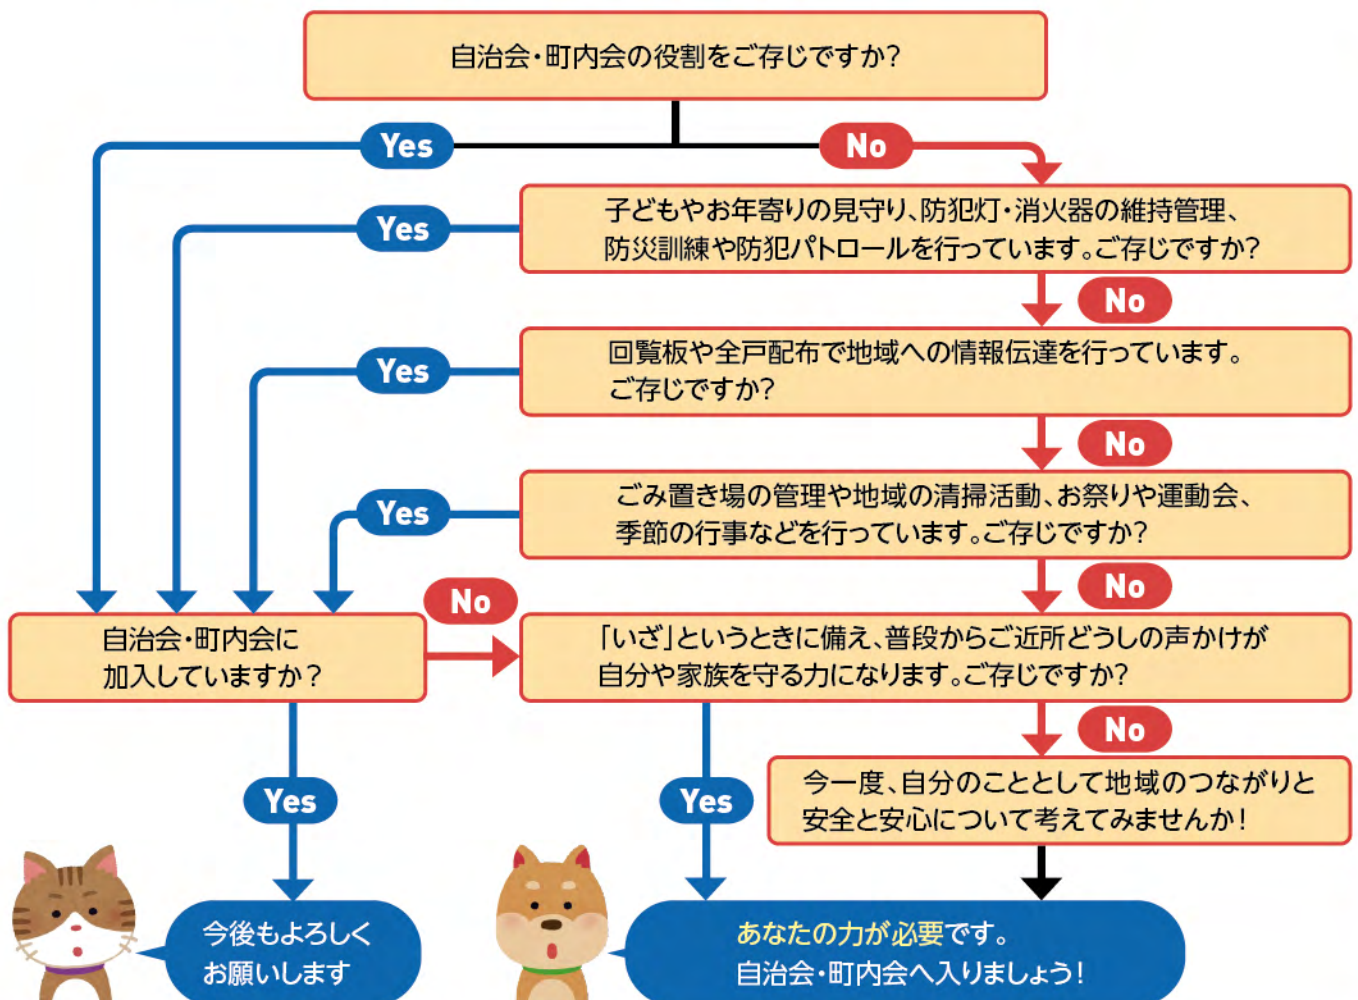 自治会・町内会の役割をご存じですか?
Yes
No
子どもやお年寄りの見守り、防犯灯・消火器の維持管理、
防災訓練や防犯パトロールを行っています。ご存じですか?
Yes
No
回覧板や全戸配布で地域への情報伝達を行っています。
ご存じですか?
Yes
No
ごみ置き場の管理や地域の清掃活動、お祭りや運動会、
季節の行事などを行っています。ご存じですか?
Yes
No
自治会・町内会に
加入していますか?
No
「いざ」というときに備え、普段からご近所どうしの声かけが
自分や家族を守る力になります。ご存じですか?
Yes
Yes
No
今一度、自分のこととして地域のつながりと
安全と安心について考えてみませんか!
今後もよろしく
お願いします
あなたの力が必要です。
自治会・町内会へ入りましょう!